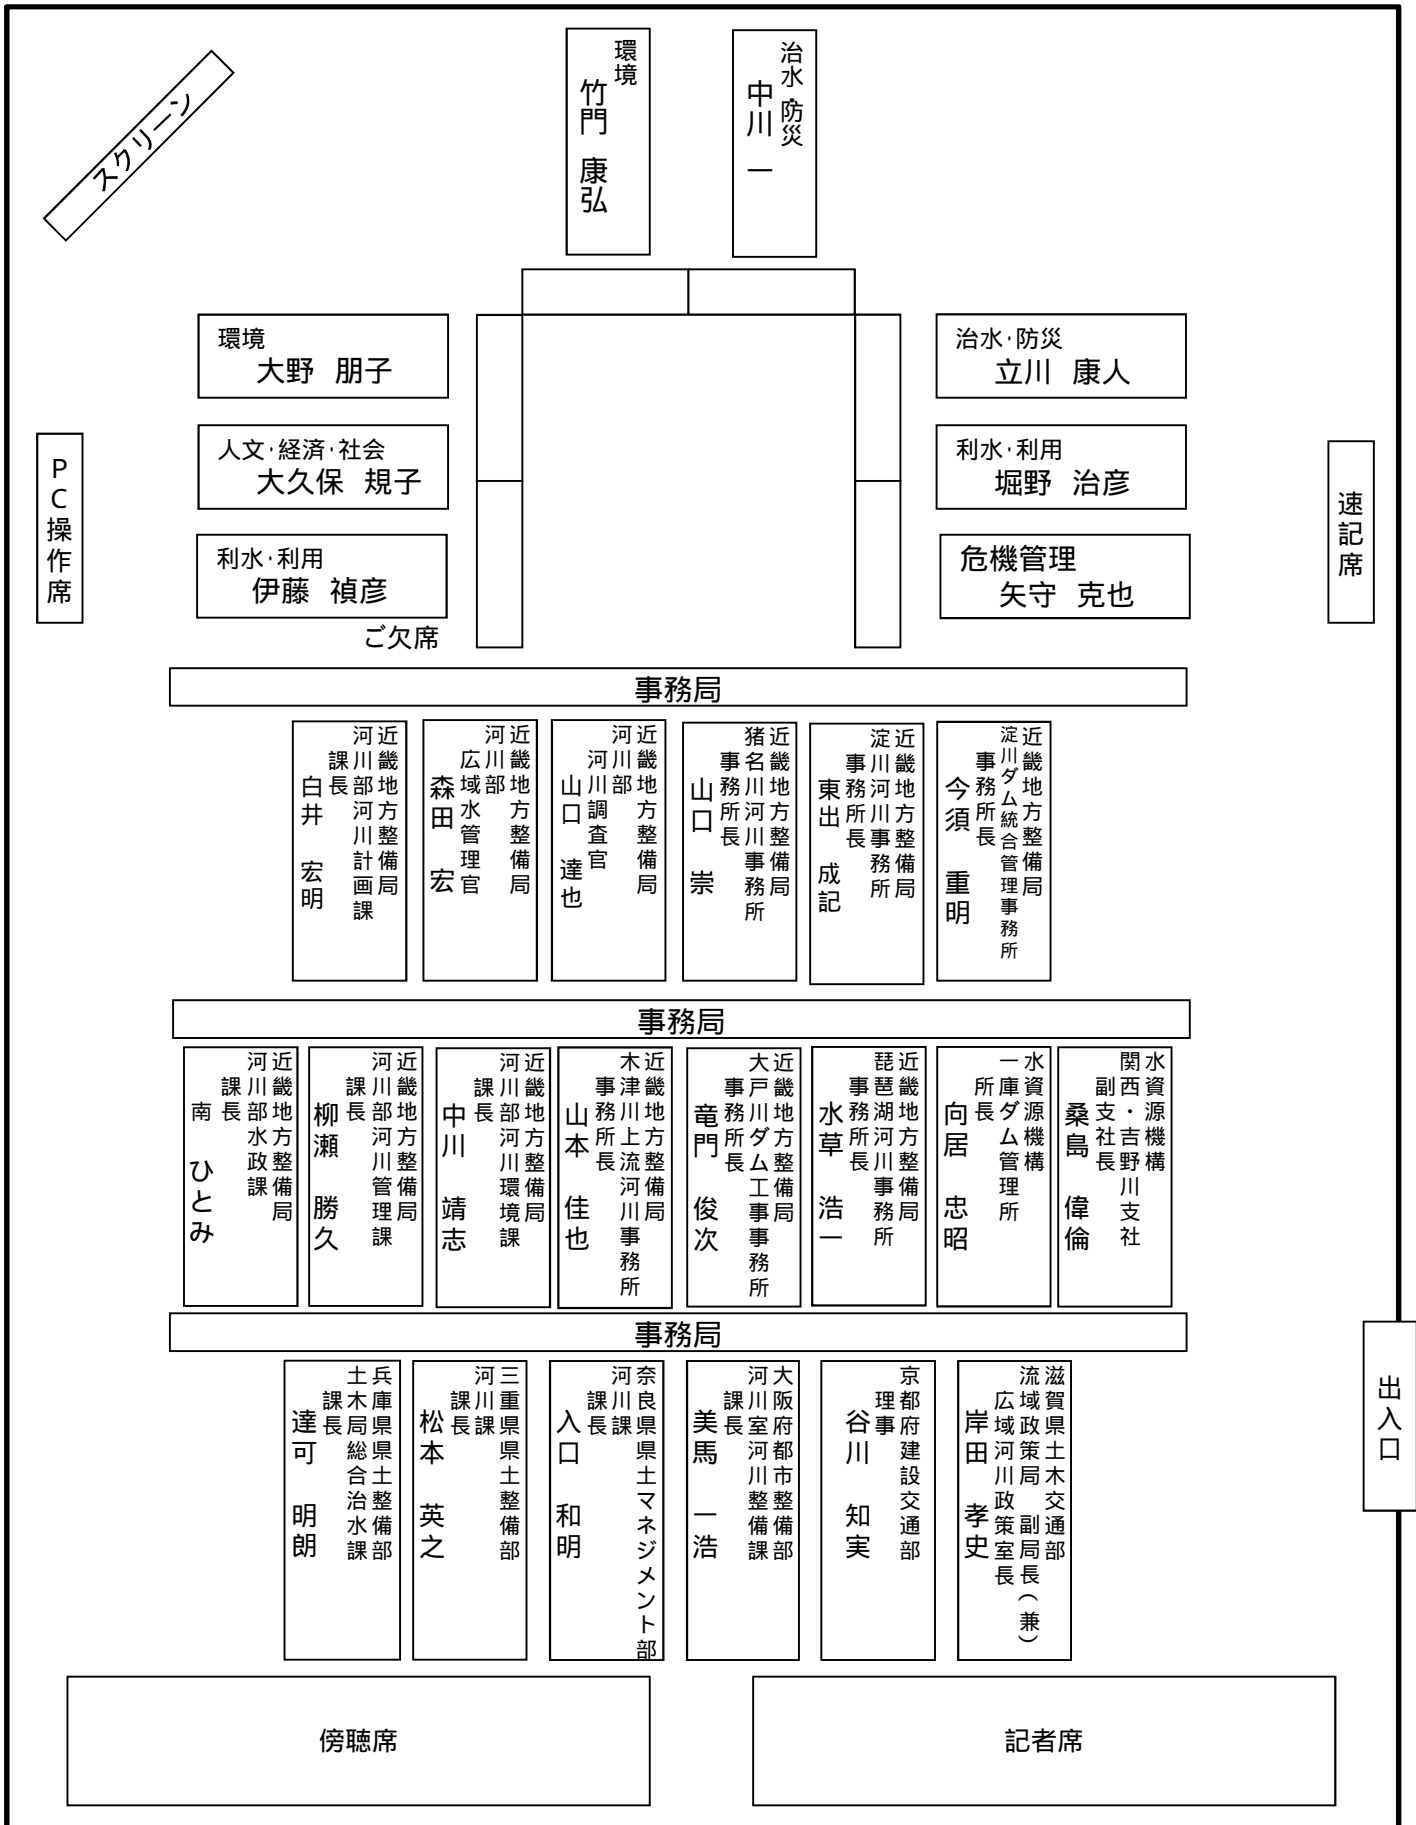 スクリーン
環境
竹門 康弘
治水・防災
中川 一
環境
大野 朋子
治水・防災
立川 康人
人文・経済・社会
大久保 規子
利水・利用
堀野 治彦
利水・利用
伊藤 禎彦
ご欠席
危機管理
矢守 克也
PC操作席
速記席
事務局
近畿地方整備局
河川部河川計画課
課長
白井 宏明
近畿地方整備局
河川部
広域水管理官
森田 宏
近畿地方整備局
河川部
河川調査官
山口 達也
近畿地方整備局
猪名川河川事務所
事務所長
山口 崇
近畿地方整備局
淀川河川事務所
事務所長
東出 成記
近畿地方整備局
淀川ダム統合管理事務所
事務所長
今須 重明
事務局
近畿地方整備局
河川部水政課
課長
南 ひとみ
近畿地方整備局
河川部河川管理課
課長
柳瀬 勝久
近畿地方整備局
河川部河川環境課
課長
中川 靖志
近畿地方整備局
木津川上流河川事務所
事務所長
山本 佳也
近畿地方整備局
大戸川ダム工事事務所
事務所長
竜門 俊次
近畿地方整備局
琵琶湖河川事務所
事務所長
水草 浩一
水資源機構
一庫ダム管理所
所長
向居 忠昭
水資源機構
関西・吉野川支社
副支社長
桑島 偉倫
事務局
兵庫県県土整備部
土木局総合治水課
課長
達可 明朗
三重県県土整備部
河川課
課長
松本 英之
奈良県県土マネジメント部
河川課
課長
入口 和明
大阪府都市整備部
河川室河川整備課
課長
美馬 一浩
京都府建設交通部
理事
谷川 知実
滋賀県土木交通部
流域政策局 副局長(兼)
広域河川政策室長
岸田 孝史
出入口
傍聴席
記者席